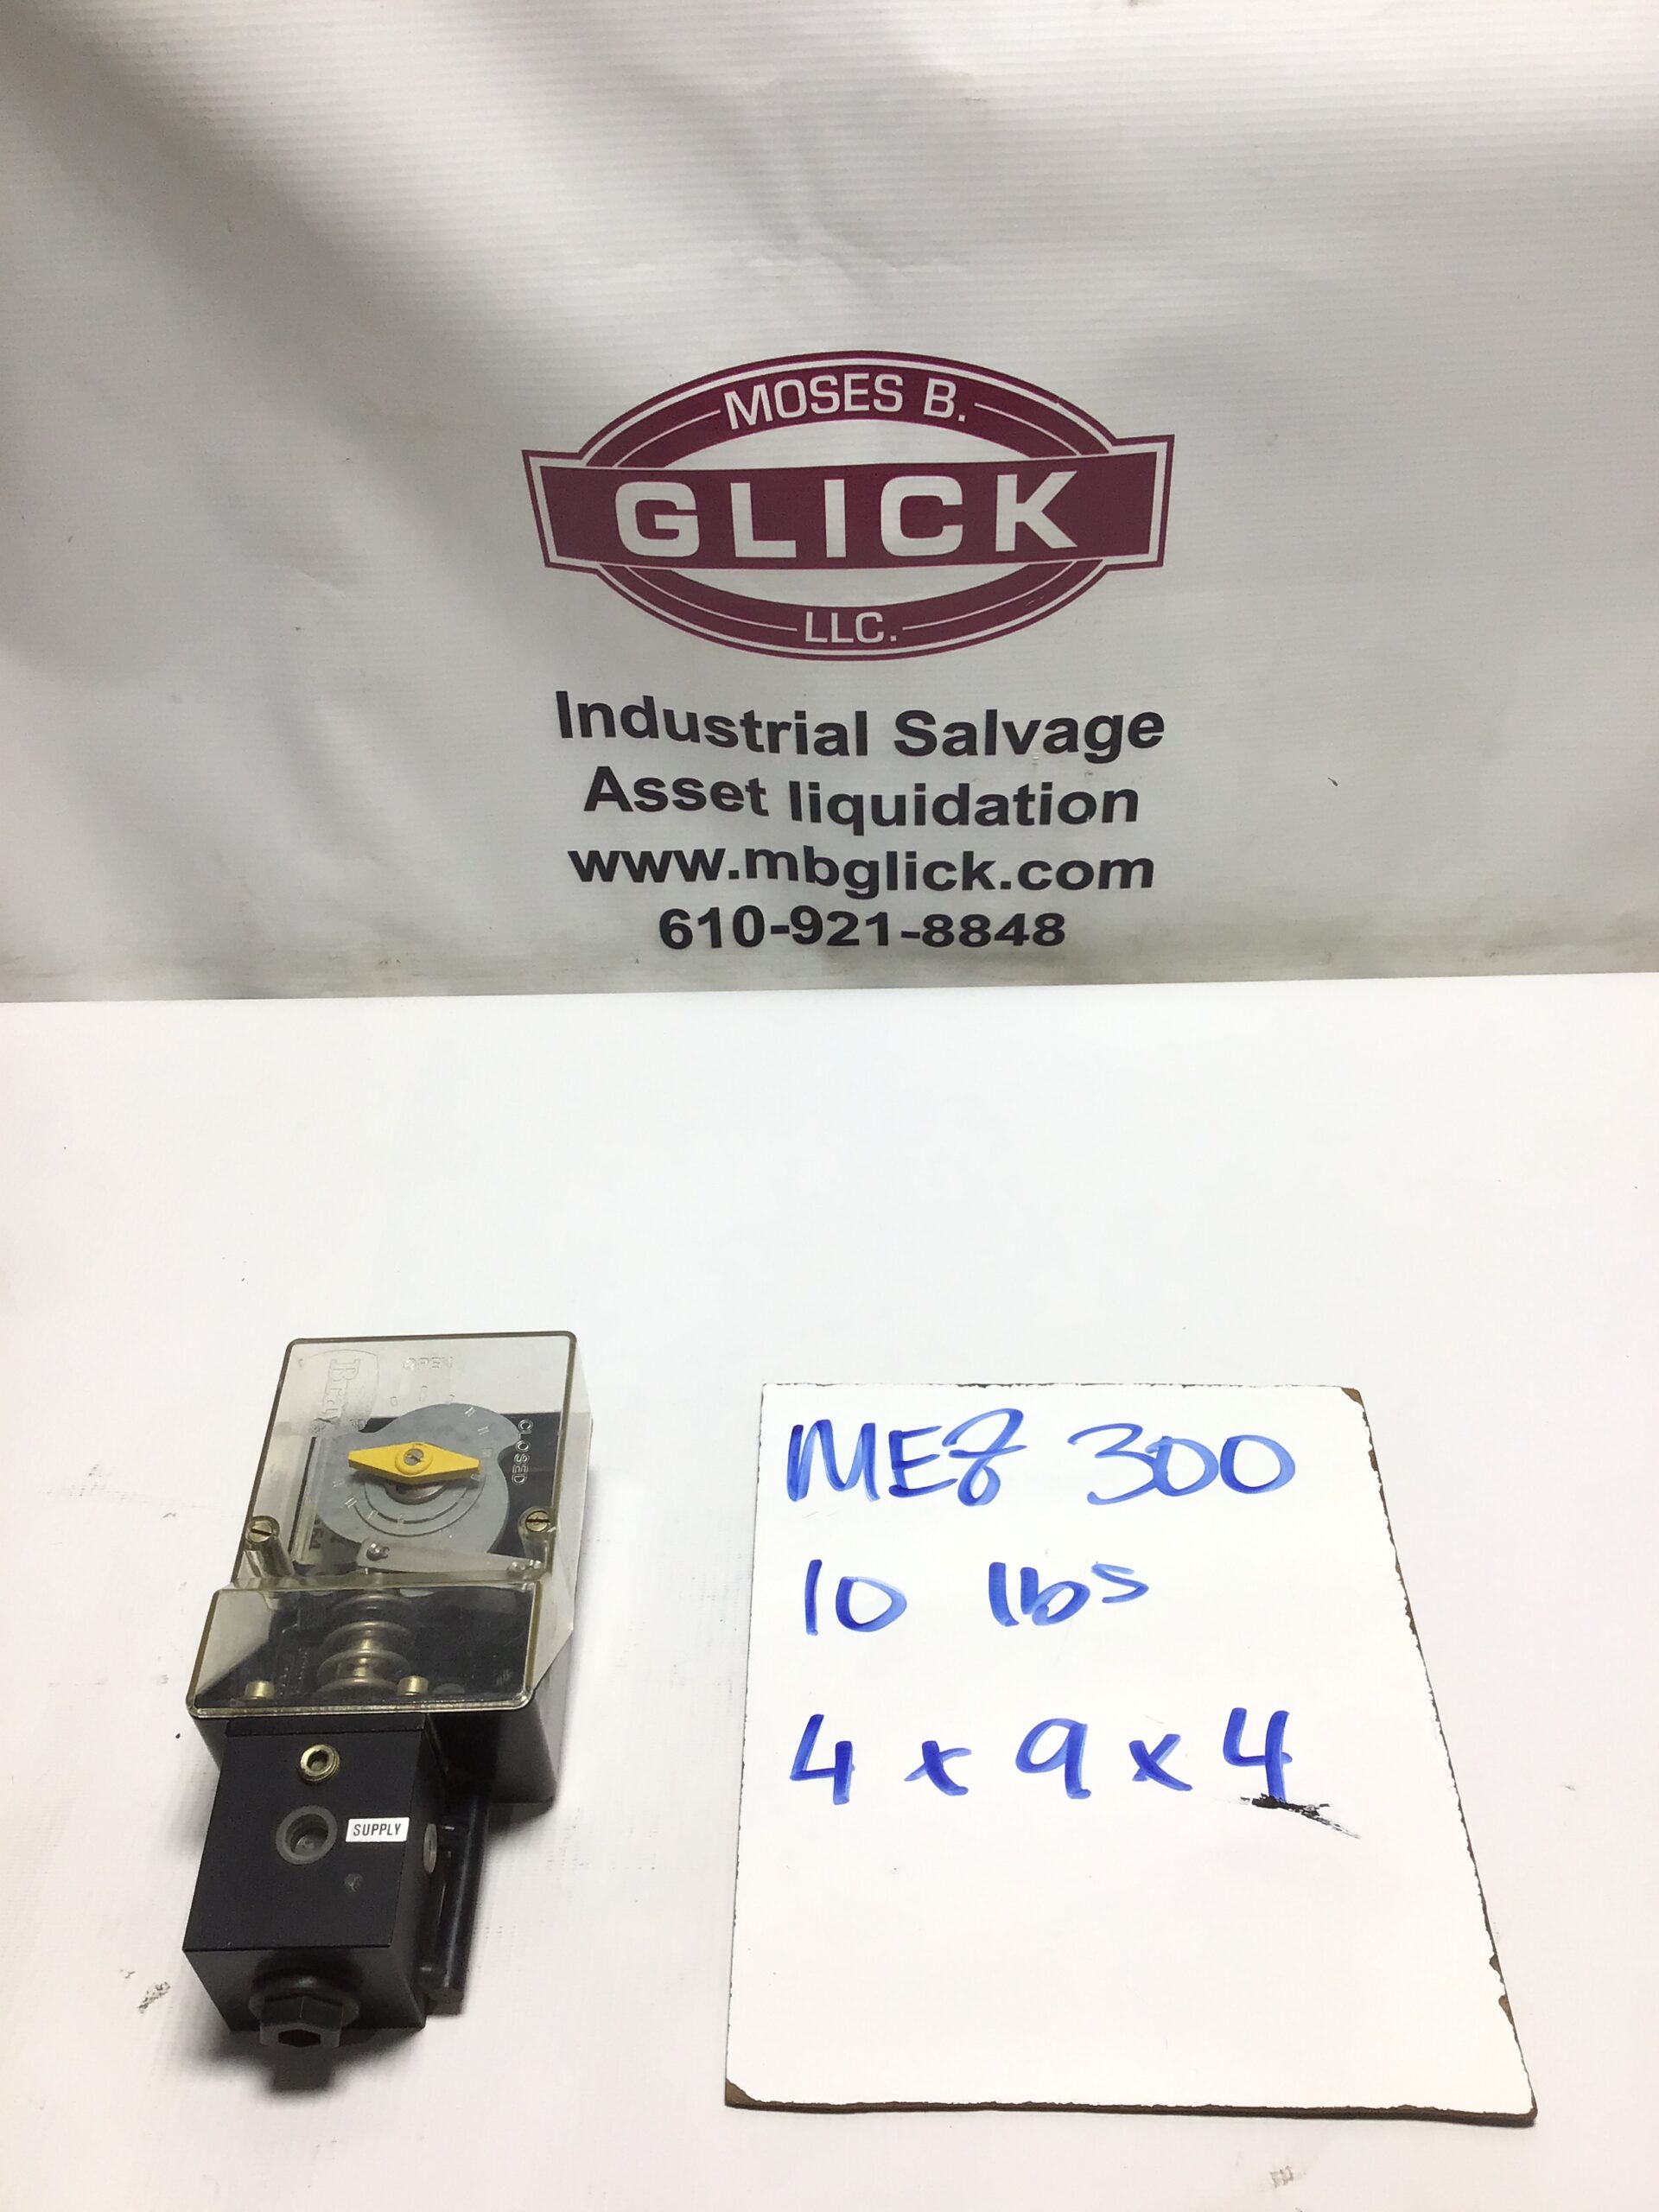 MOSES B.
GLICK
LLC.
Industrial Salvage
Asset liquidation
www.mbglick.com
610-921-8848
Bray
OPEN
CLOSED
SUPPLY
300
10 lbs
4 x 9 x 4